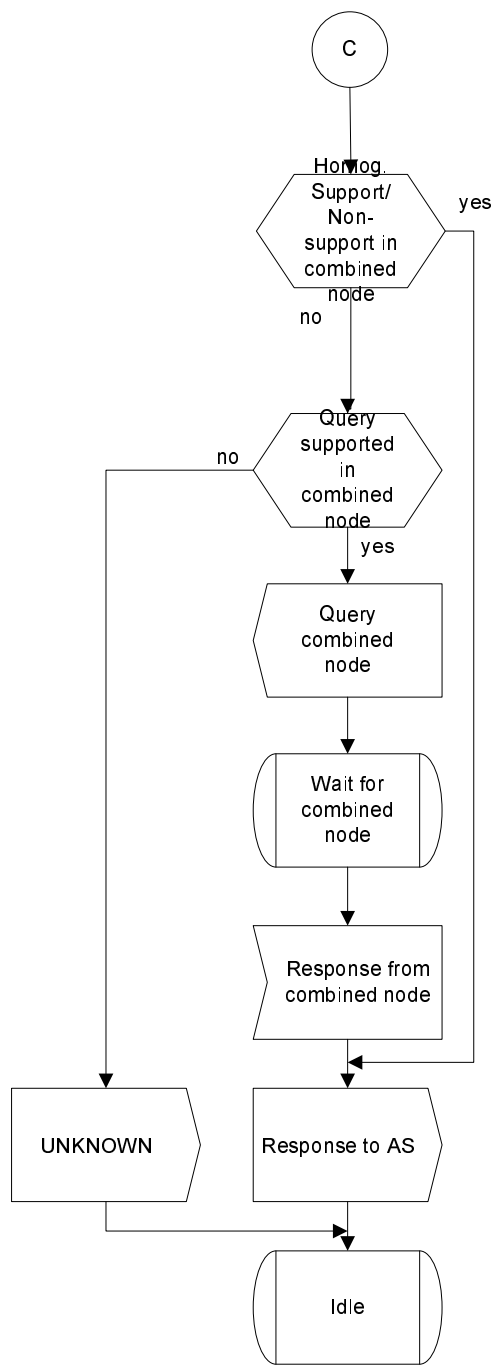 C
Homog.
Support/
Non-
support in
combined
node
yes
no
Query
supported
in
combined
node
no
yes
Query
combined
node
Wait for
combined
node
Response from
combined node
UNKNOWN
Response to AS
Idle